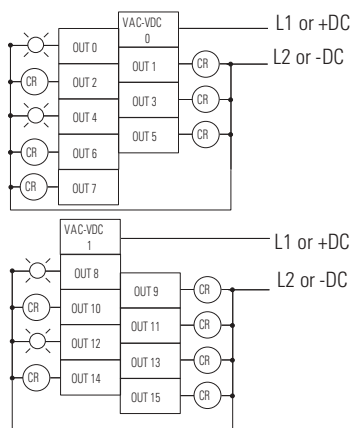 VAC-VDC
0
L1 or +DC
OUT 0
L2 or -DC
OUT 1
CR
CR
OUT 2
OUT 3
CR
OUT 4
OUT 5
CR
CR
OUT 6
CR
OUT 7
VAC-VDC
1
L1 or +DC
OUT 8
L2 or -DC
OUT 9
CR
CR
OUT 10
OUT 11
CR
OUT 12
OUT 13
CR
CR
OUT 14
OUT 15
CR